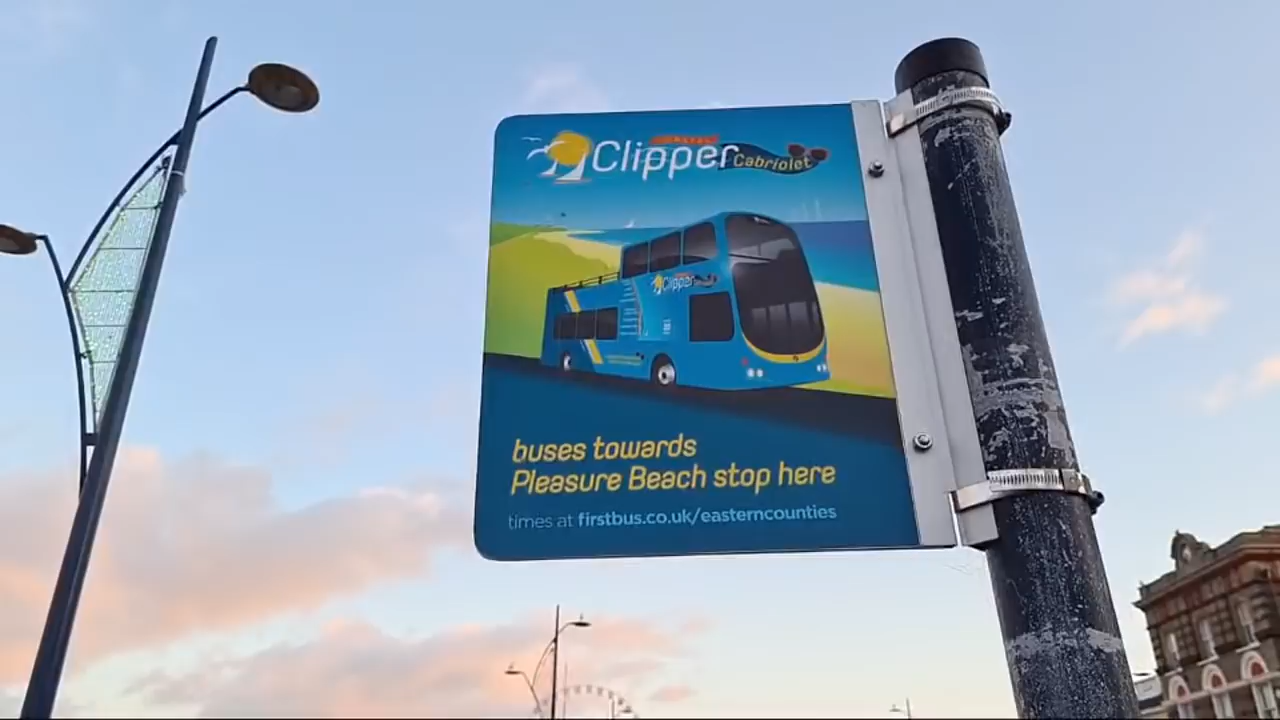 Clipper Cabriolet
Clipper
buses towards
Pleasure Beach stop here
times at firstbus.co.uk/easterncounties